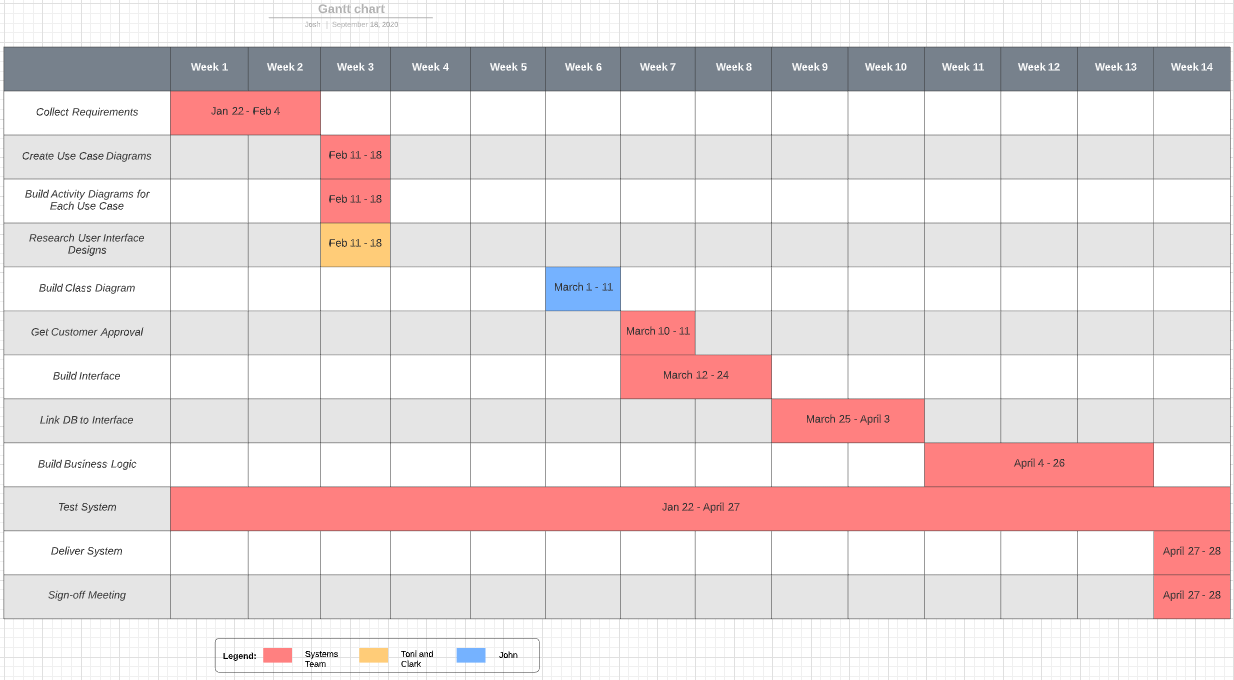 Gantt chart
Josh | September 16, 2020
Week 1 Week 2 Week 3 Week 4 Week 5 Week 6 Week 7 Week 8 Week 9 Week 10 Week 11 Week 12 Week 13 Week 14
Collect Requirements Jan 22 - Feb 4
Create Use Case Diagrams Feb 11 - 18
Build Activity Diagrams for
Each Use Case Feb 11 - 18
Research User Interface
Designs Feb 11 - 18
Build Class Diagram March 1 - 11
Get Customer Approval March 10 - 11
Build Interface March 12 - 24
Link DB to Interface March 25 - April 3
Build Business Logic April 4 - 26
Test System Jan 22 - April 27
Deliver System April 27 - 28
Sign-off Meeting April 27 - 28
Legend: Systems
Team Toni and
Clark John